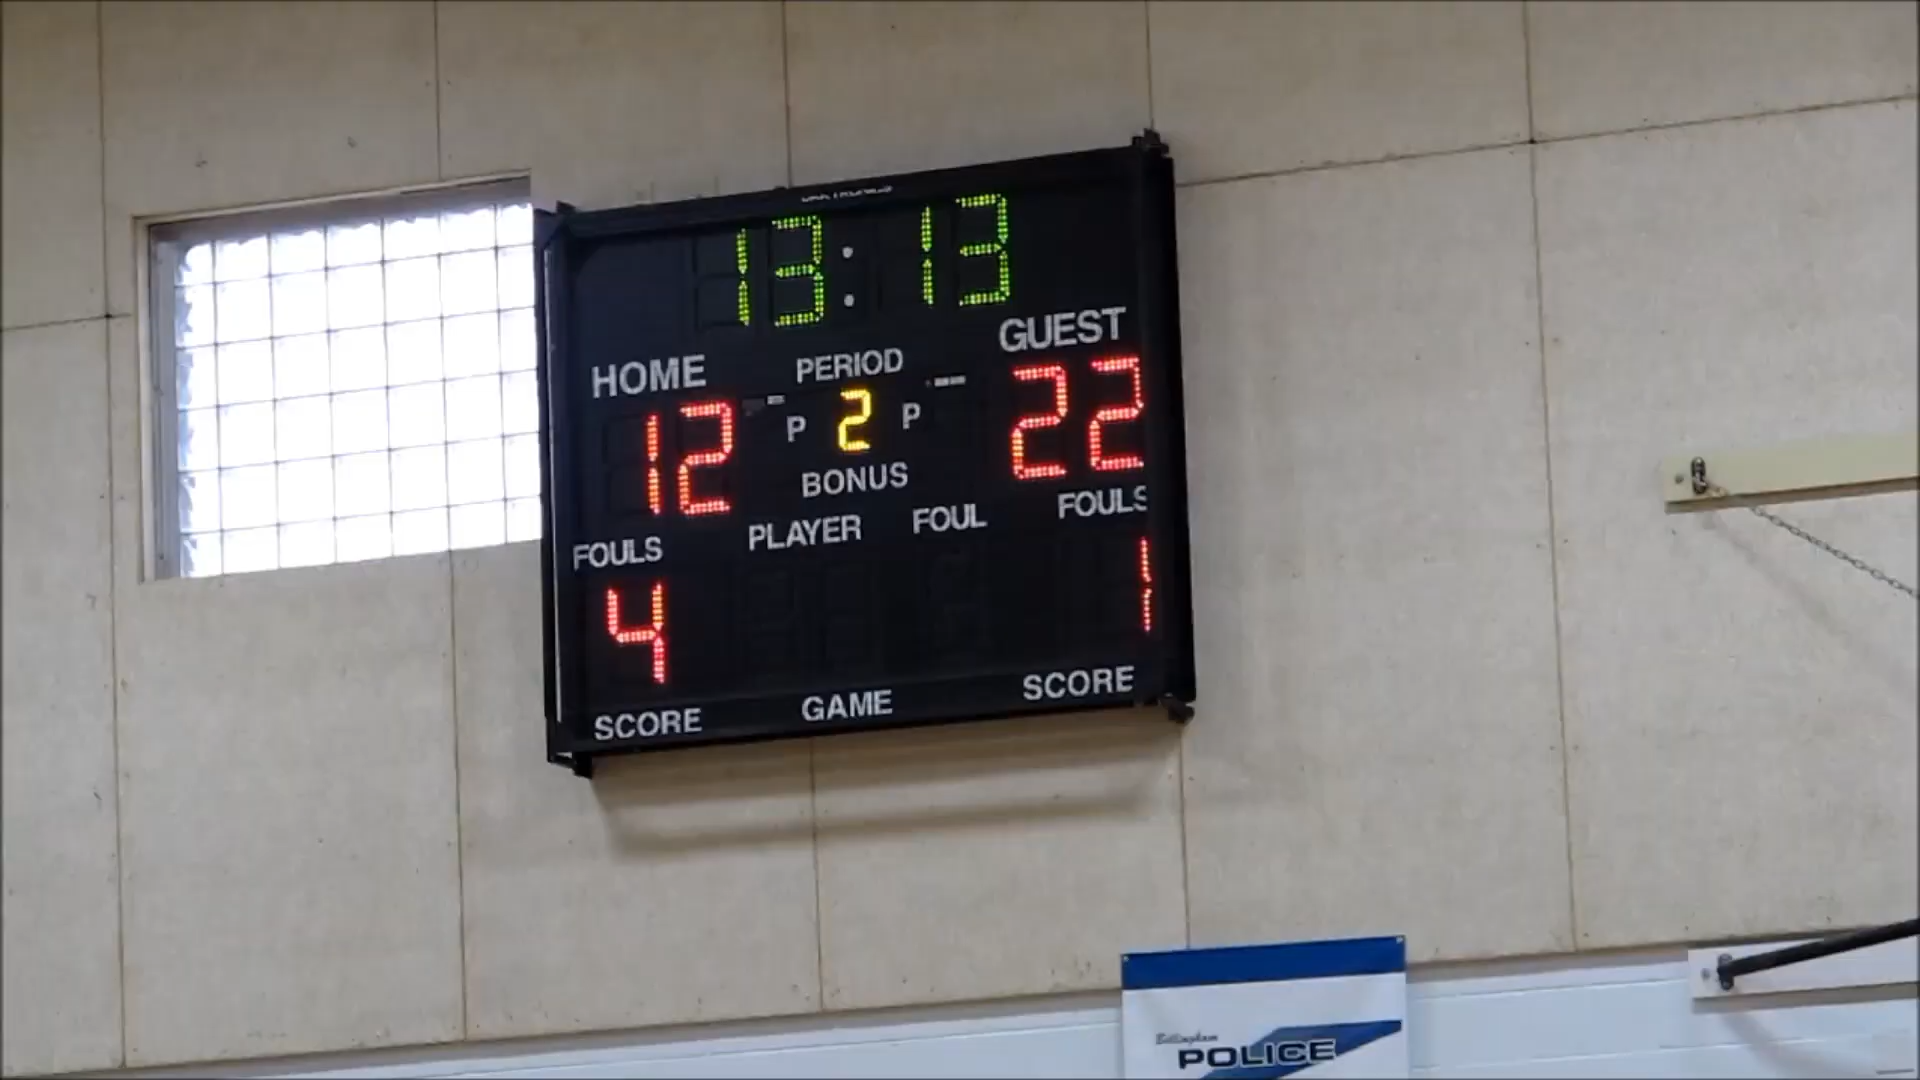 13:13
HOME PERIOD GUEST
12 P 2 P 22
BONUS
FOULS PLAYER FOUL FOULS
4 1
SCORE GAME SCORE
POLICE